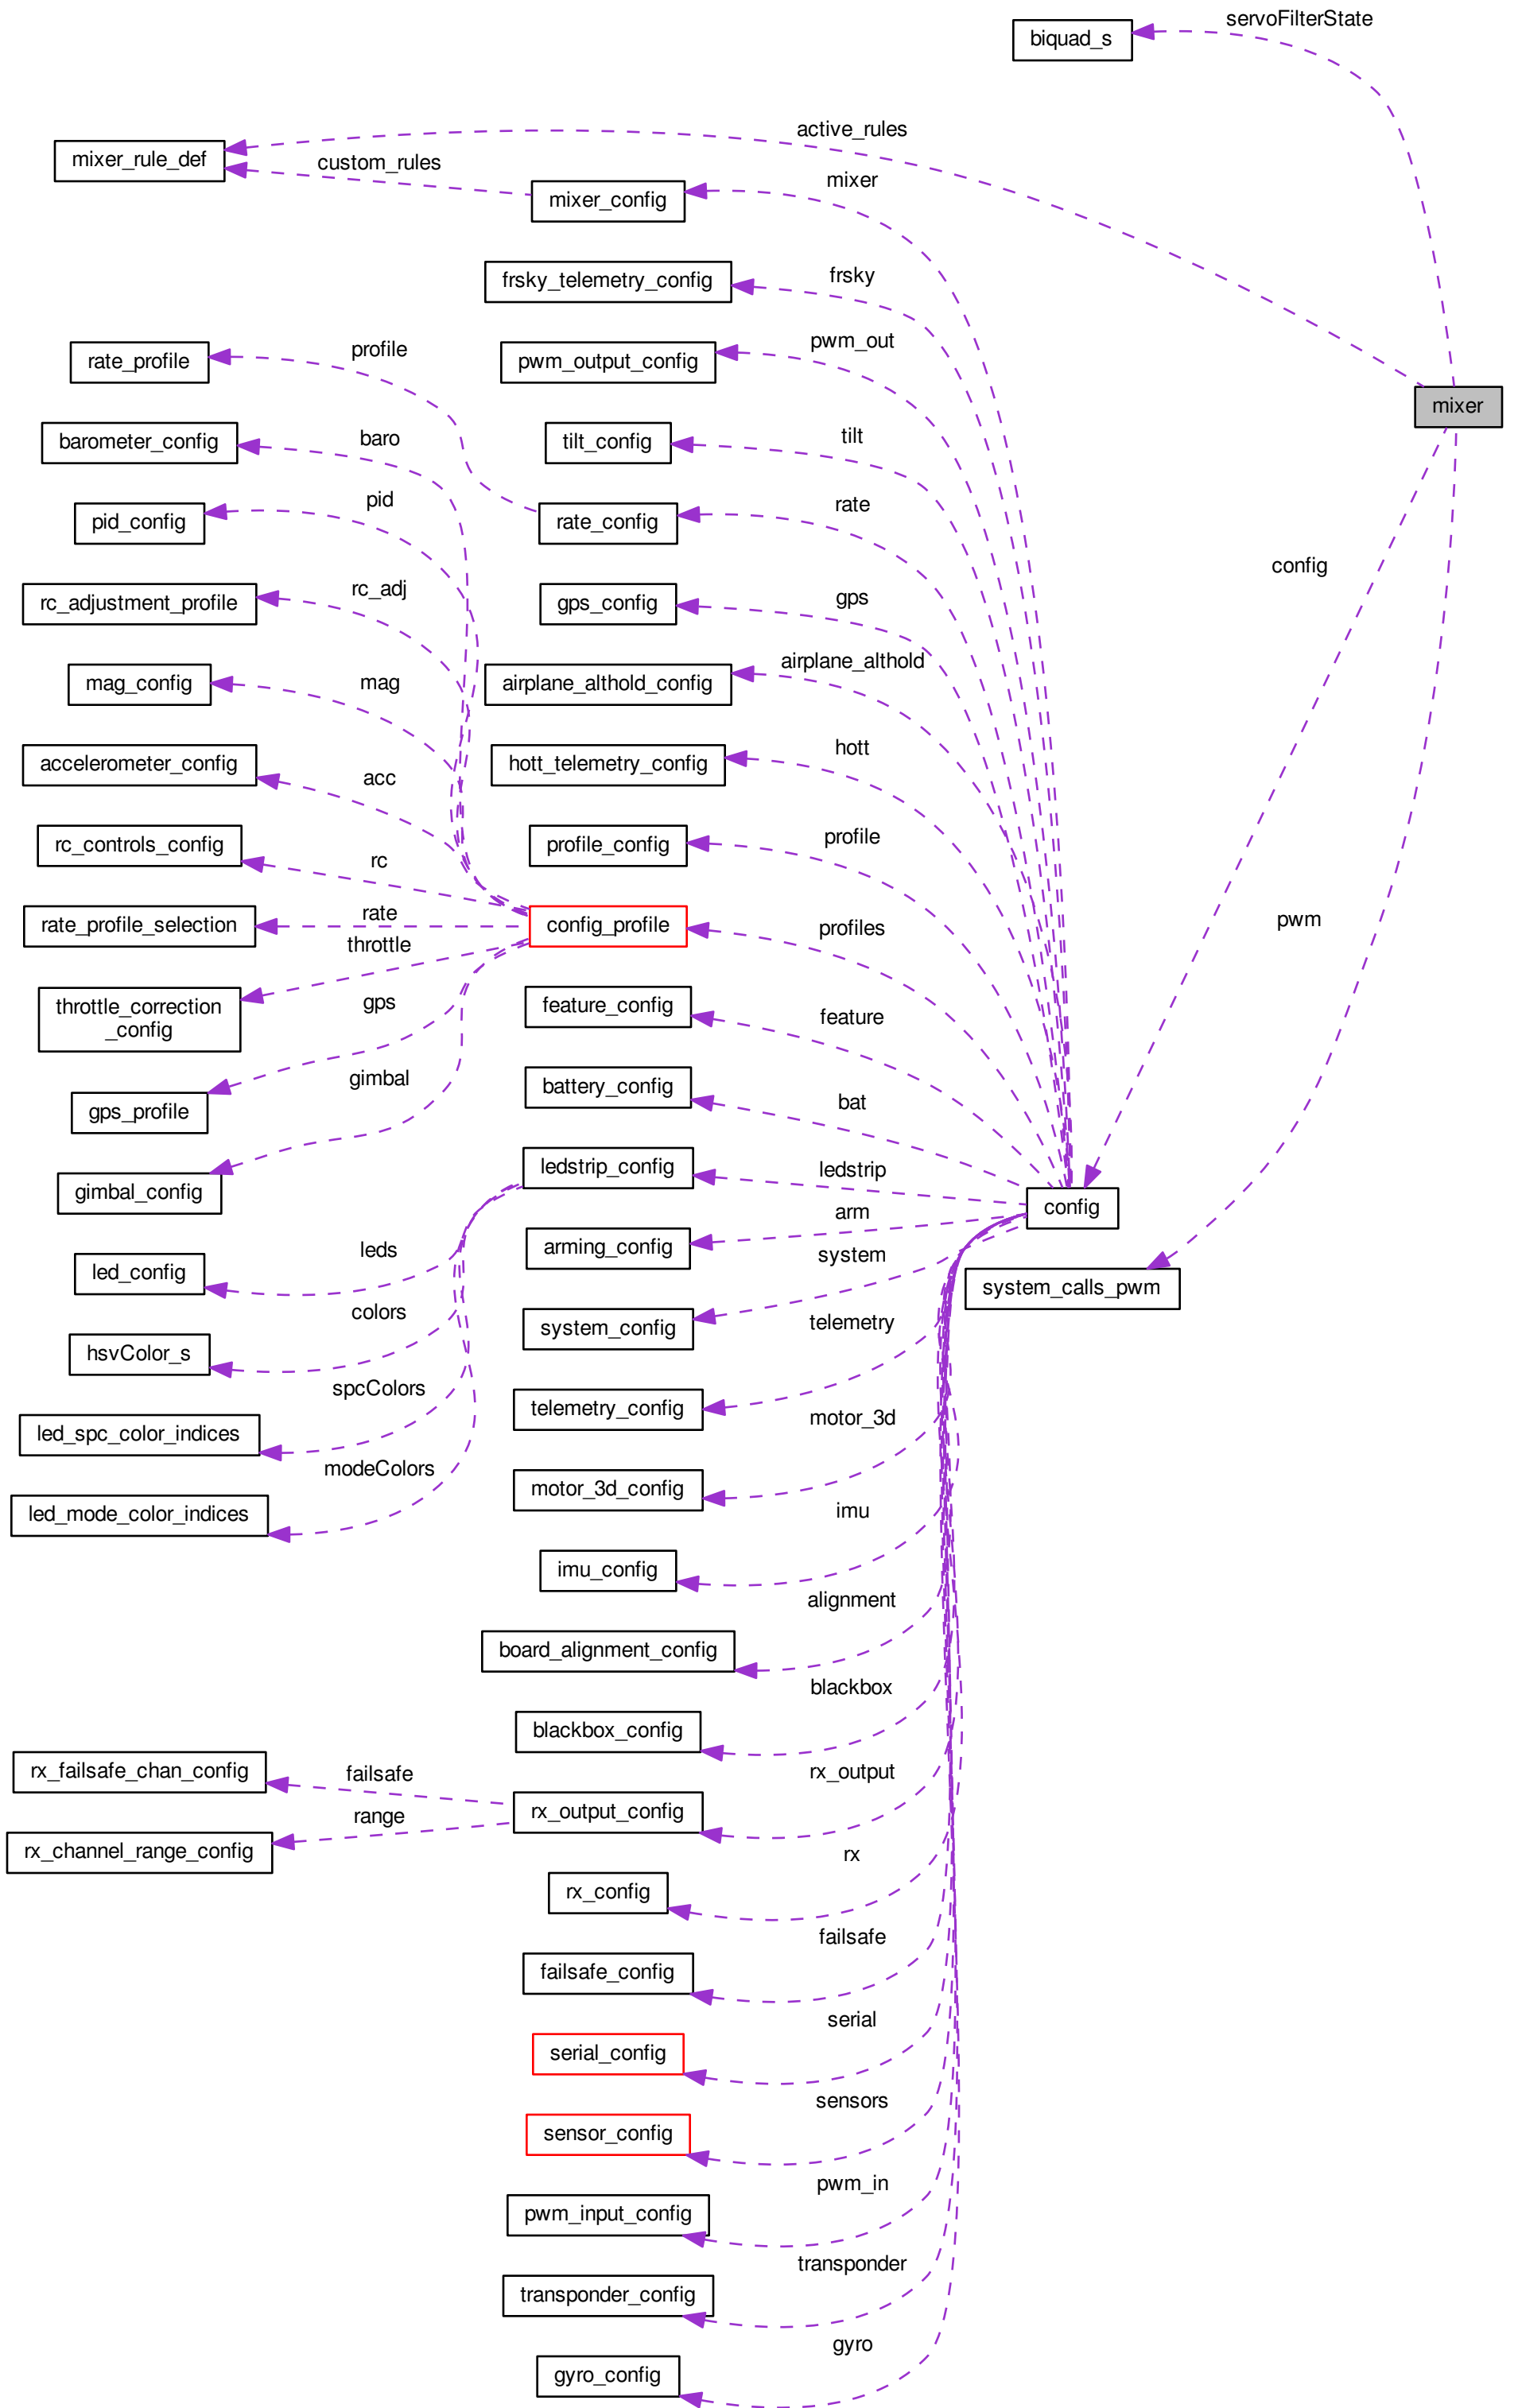 servoFilterState
biquad_s
active_rules
mixer_rule_def
custom_rules
mixer
mixer_config
frsky
frsky_telemetry_config
pwm_out
profile
rate_profile
pwm_output_config
mixer
baro
tilt
barometer_config
tilt_config
pid
rate
pid_config
rate_config
config
rc_adj
gps
rc_adjustment_profile
gps_config
airplane_althold
mag
mag_config
airplane_althold_config
hott
acc
accelerometer_config
hott_telemetry_config
profile
rc_controls_config
profile_config
rc
rate
rate_profile_selection
config_profile
profiles
pwm
throttle
gps
throttle_correction
_config
feature_config
feature
gimbal
battery_config
bat
gps_profile
ledstrip_config
ledstrip
gimbal_config
arm
config
leds
arming_config
system
led_config
system_calls_pwm
colors
telemetry
system_config
hsvColor_s
spcColors
telemetry_config
motor_3d
led_spc_color_indices
modeColors
motor_3d_config
imu
led_mode_color_indices
imu_config
alignment
board_alignment_config
blackbox
blackbox_config
failsafe
rx_output
rx_failsafe_chan_config
range
rx_output_config
rx_channel_range_config
rx
rx_config
failsafe
failsafe_config
serial
serial_config
sensors
sensor_config
pwm_in
pwm_input_config
transponder
transponder_config
gyro
gyro_config